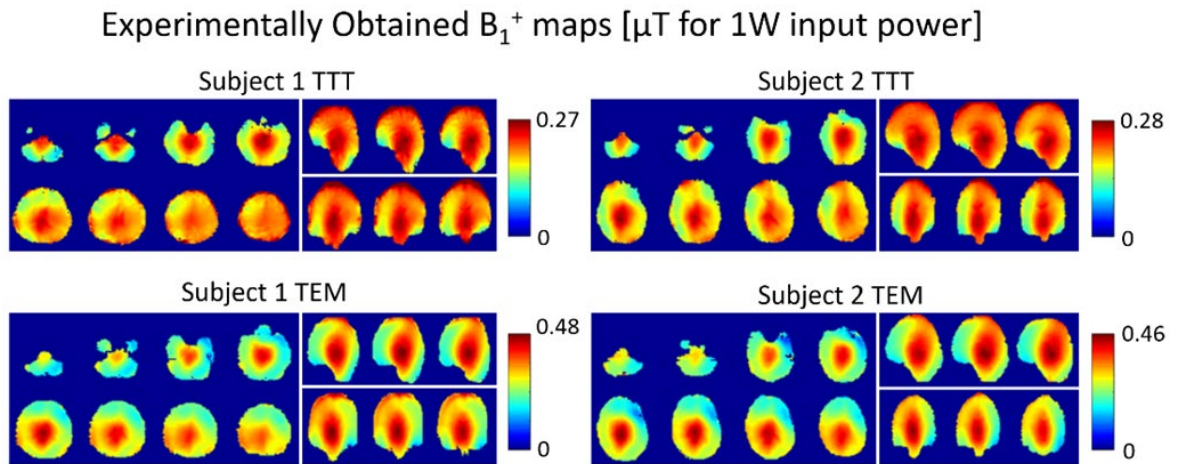 Experimentally Obtained B₁⁺ maps [µT for 1W input power]
Subject 1 TTT
0.27
0
Subject 2 TTT
0.28
0
Subject 1 TEM
0.48
0
Subject 2 TEM
0.46
0